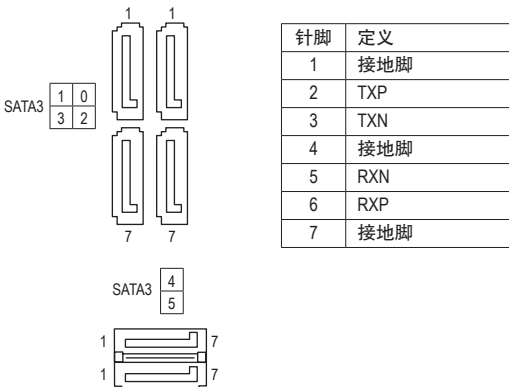 1 1
SATA3
1 0
3 2
7 7
针脚 定义
1 接地脚
2 TXP
3 TXN
4 接地脚
5 RXN
6 RXP
7 接地脚
SATA3
4
5
1 7
1 7